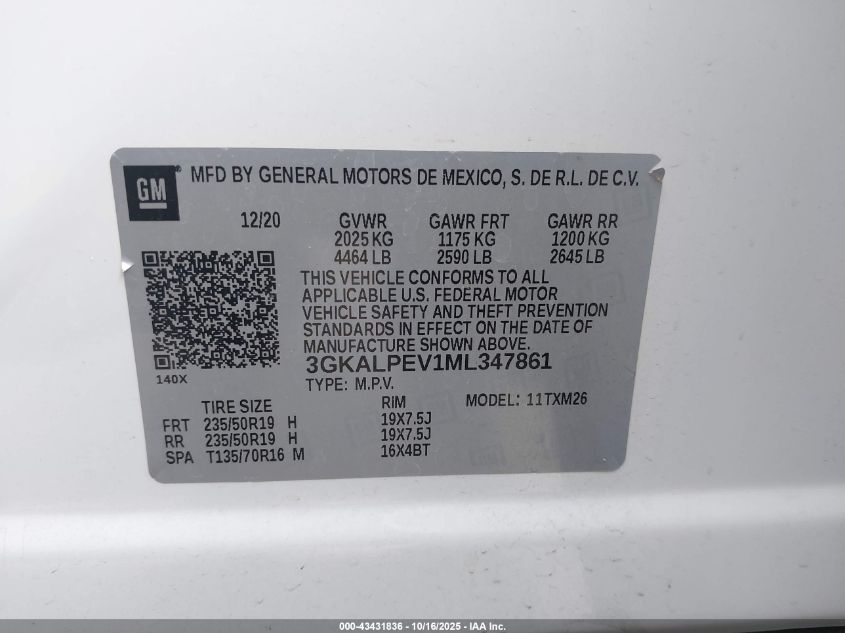 GM
MFD BY GENERAL MOTORS DE MEXICO, S. DE R.L. DE C.V.
12/20 GVWR GAWR FRT GAWR RR
2025 KG 1175 KG 1200 KG
4464 LB 2590 LB 2645 LB
THIS VEHICLE CONFORMS TO ALL
APPLICABLE U.S. FEDERAL MOTOR
VEHICLE SAFETY AND THEFT PREVENTION
STANDARDS IN EFFECT ON THE DATE OF
MANUFACTURE SHOWN ABOVE.
3GKALPEV1ML347861
140X
TYPE: M.P.V.
TIRE SIZE RIM MODEL: 11TXM26
FRT 235/50R19 H 19X7.5J
RR 235/50R19 H 19X7.5J
SPA T135/70R16 M 16X4BT
000-43431836 - 10/16/2025 - IAA Inc.